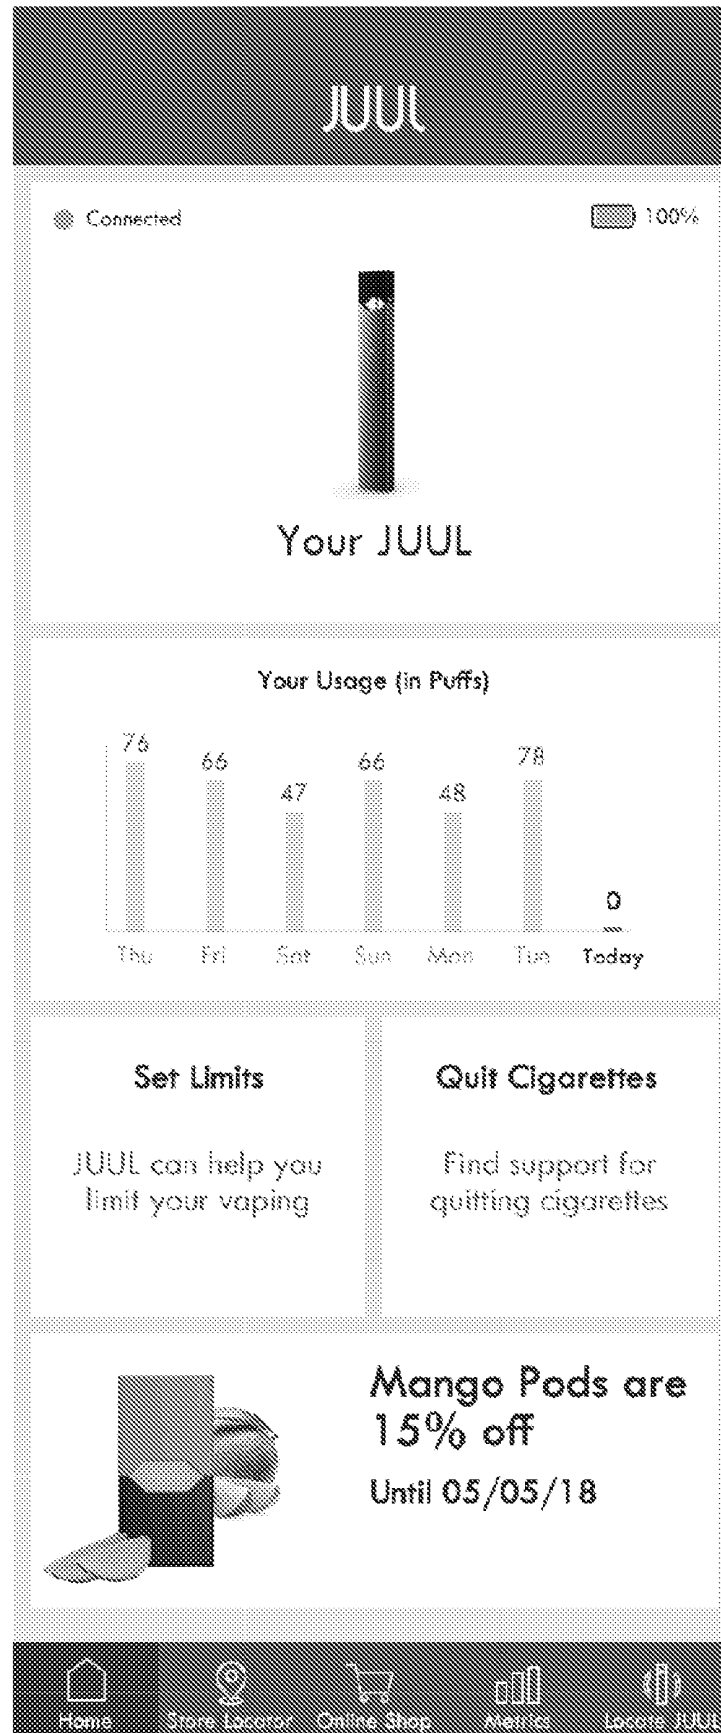 JUUL
Connected
100%
Your JUUL
Your Usage (in Puffs)
76
66
47
66
48
78
0
Thu Fri Sat Sun Mon Tue Today
Set Limits
JUUL can help you
limit your vaping
Quit Cigarettes
Find support for
quitting cigarettes
Mango Pods are
15% off
Until 05/05/18
Home Store Locator Online Shop Metrics Locate JUUL